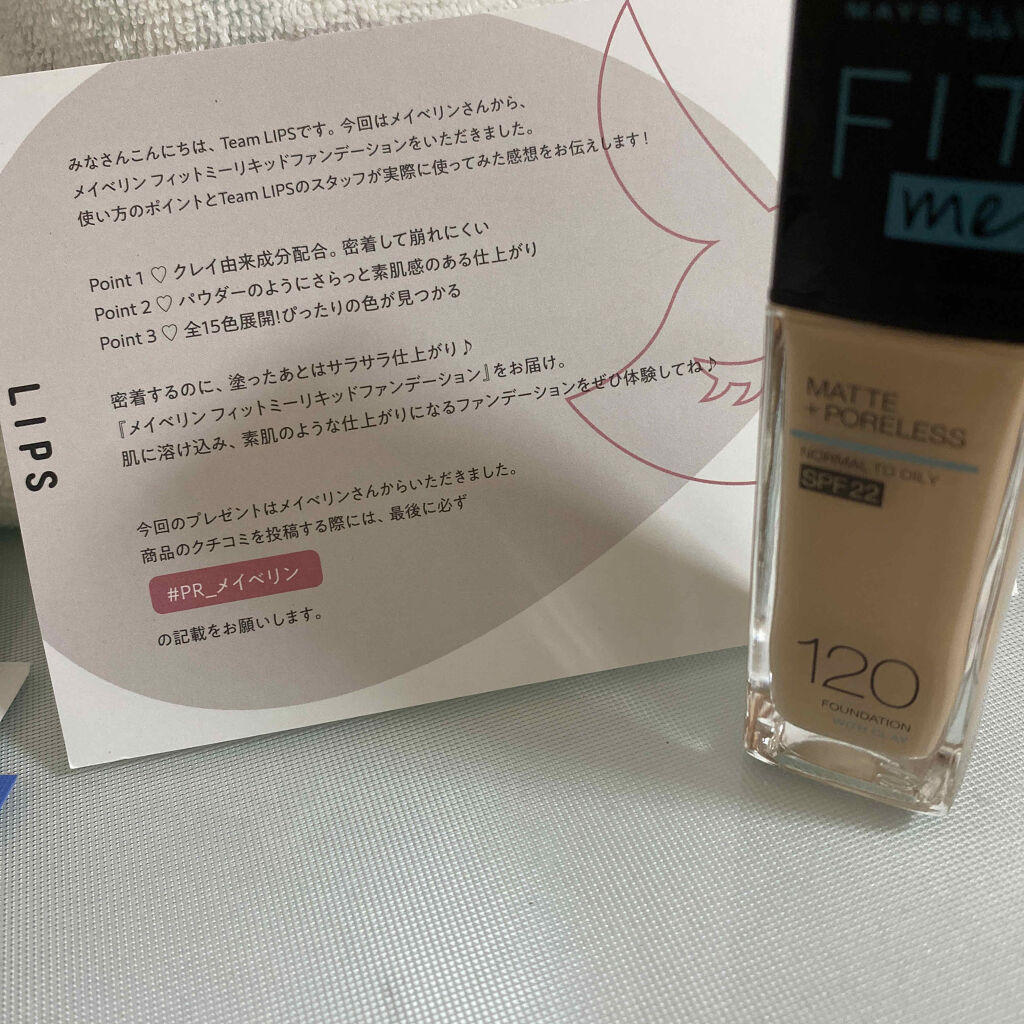 みなさんこんにちは、Team LIPSです。今回はメイベリンさんから、
メイベリン フィットミーリキッドファンデーションをいただきました。
使い方のポイントとTeam LIPSのスタッフが実際に使ってみた感想をお伝えします！
Point 1 ♡ クレイ由来成分配合。密着して崩れにくい
Point 2 ♡ パウダーのようにさらっと素肌感のある仕上がり
Point 3 ♡ 全15色展開!ぴったりの色が見つかる
密着するのに、塗ったあとはサラサラ仕上がり♪
『メイベリン フィットミーリキッドファンデーション』をお届け。
肌に溶け込み、素肌のような仕上がりになるファンデーションをぜひ体験してね♪
今回のプレゼントはメイベリンさんからいただきました。
商品のクチコミを投稿する際には、最後に必ず
#PR_メイベリン
の記載をお願いします。
LIPS
FIT
me
MATTE
+ PORELESS
NORMAL TO OILY
SPF 22
120
FOUNDATION
WITH CLAY